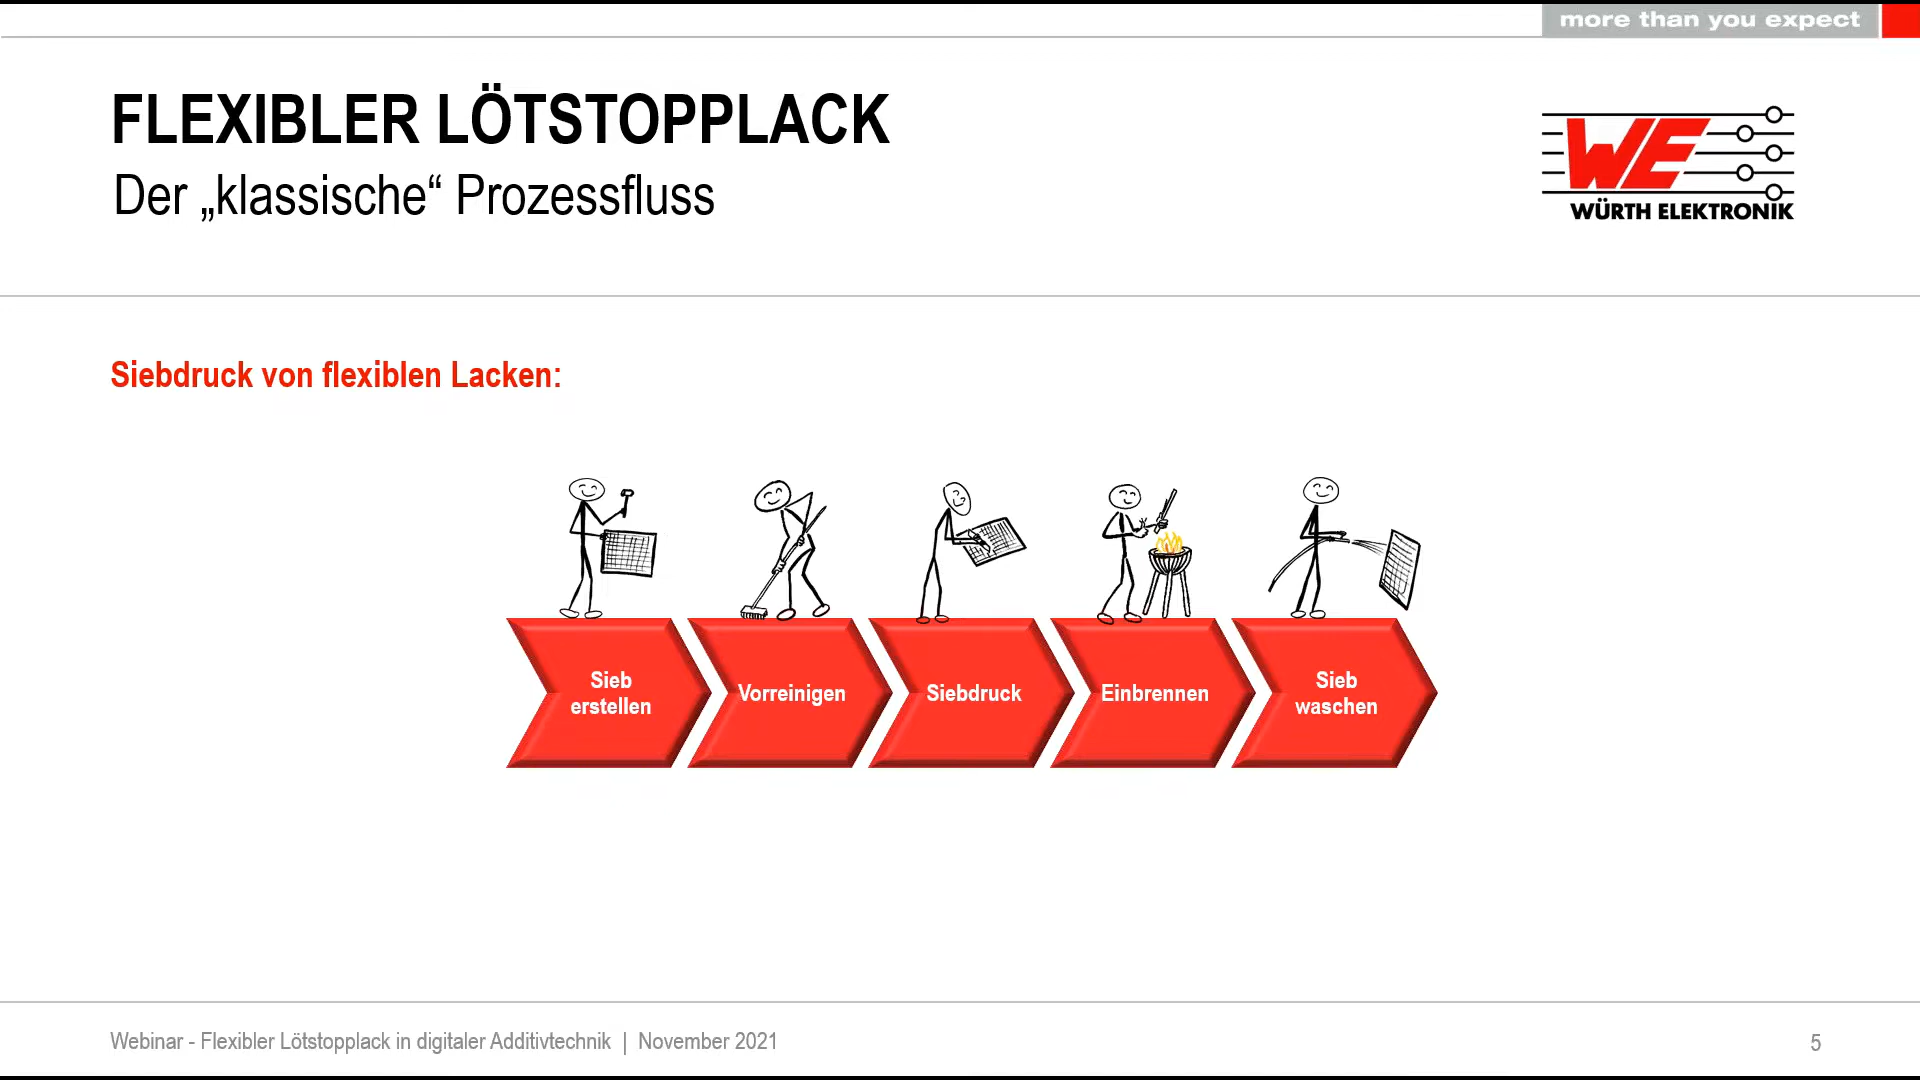 more than you expect
FLEXIBLER LÖTSTOPPLACK
Der „klassische“ Prozessfluss
WE
WÜRTH ELEKTRONIK
Siebdruck von flexiblen Lacken:
Sieb
erstellen
Vorreinigen
Siebdruck
Einbrennen
Sieb
waschen
Webinar - Flexibler Lötstopplack in digitaler Additivtechnik | November 2021
5